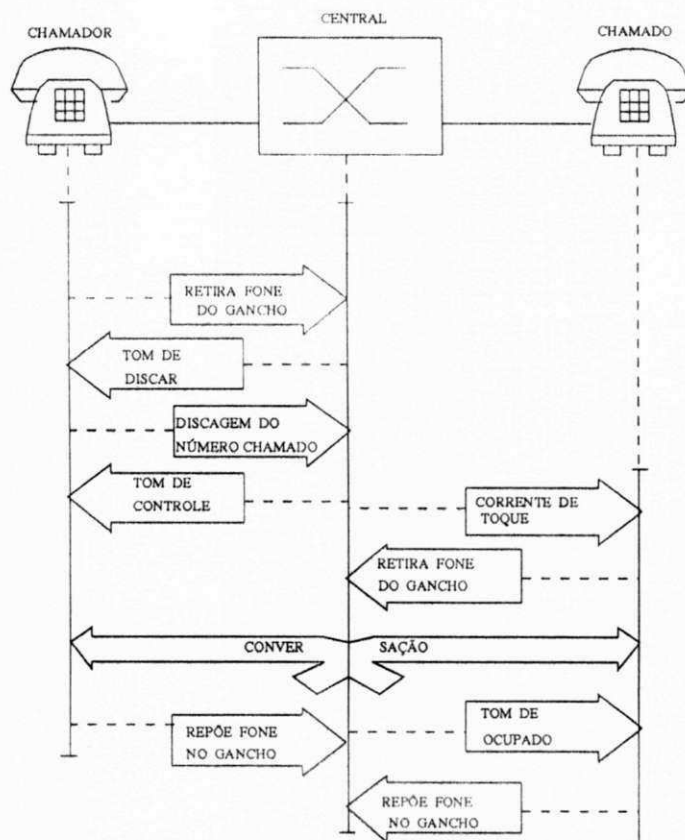 CENTRAL
CHAMADOR
CHAMADO
RETIRA FONE
DO GANCHO
TOM DE
DISCAR
DISCAGEM DO
NÚMERO CHAMADO
TOM DE
CONTROLE
CORRENTE DE
TOQUE
RETIRA FONE
DO GANCHO
CONVER SAÇÃO
REPÕE FONE
NO GANCHO
TOM DE
OCUPADO
REPÕE FONE
NO GANCHO